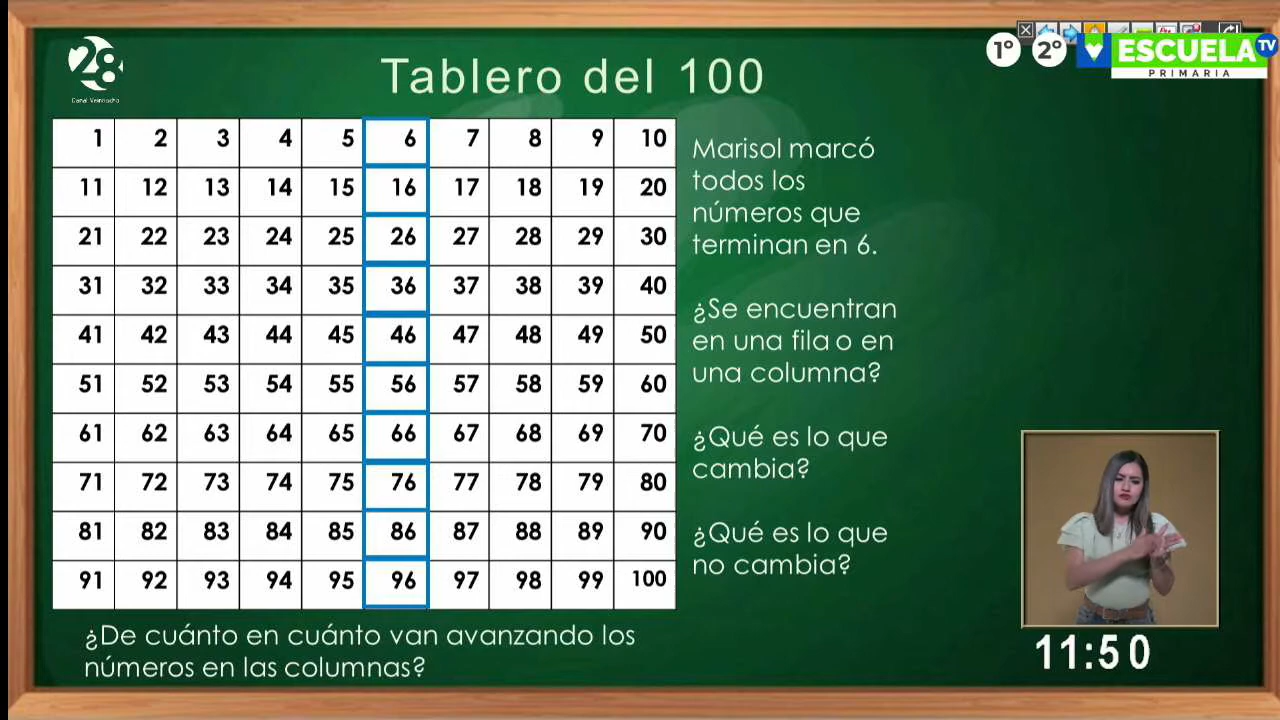 28
Canal Veintiocho
Tablero del 100
1° 2° ESCUELA TV
PRIMARIA
1 2 3 4 5 6 7 8 9 10
11 12 13 14 15 16 17 18 19 20
21 22 23 24 25 26 27 28 29 30
31 32 33 34 35 36 37 38 39 40
41 42 43 44 45 46 47 48 49 50
51 52 53 54 55 56 57 58 59 60
61 62 63 64 65 66 67 68 69 70
71 72 73 74 75 76 77 78 79 80
81 82 83 84 85 86 87 88 89 90
91 92 93 94 95 96 97 98 99 100
Marisol marcó
todos los
números que
terminan en 6.
¿Se encuentran
en una fila o en
una columna?
¿Qué es lo que
cambia?
¿Qué es lo que
no cambia?
¿De cuánto en cuánto van avanzando los
números en las columnas?
11:50